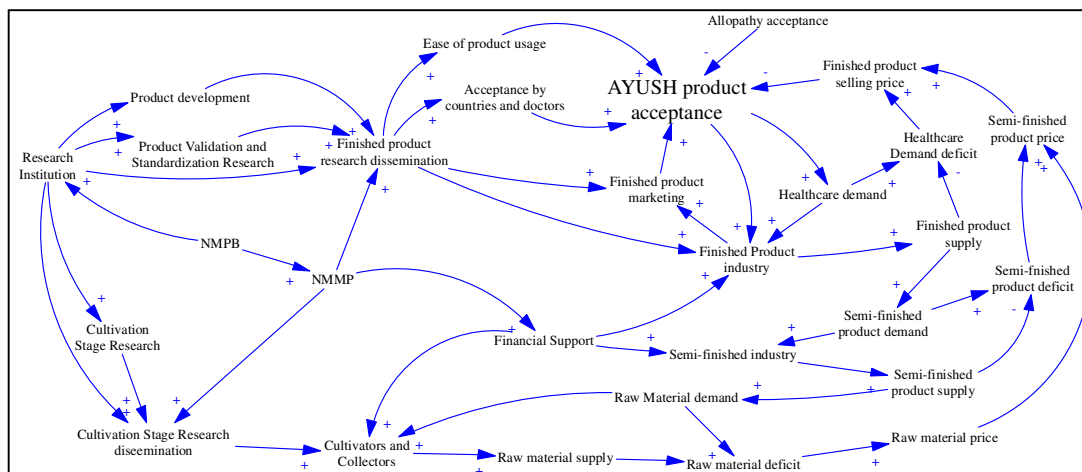 Allopathy acceptance
Ease of product usage
Finished product
selling price
AYUSH product
acceptance
Product development
Acceptance by
countries and doctors
Semi-finished
product price
Product Validation and
Standardization Research
Finished product
research dissemination
Healthcare
Demand deficit
Research
Institution
Finished product
marketing
Healthcare demand
NMPB
Finished Product
industry
Finished product
supply
NMMP
Semi-fnished
product deficit
Cultivation
Stage Research
Financial Support
Semi-finished
product demand
Semi-finished industry
Semi-finished
product supply
Raw Material demand
Cultivation Stage Research
diseemination
Cultivators and
Collectors
Raw material supply
Raw material deficit
Raw material price